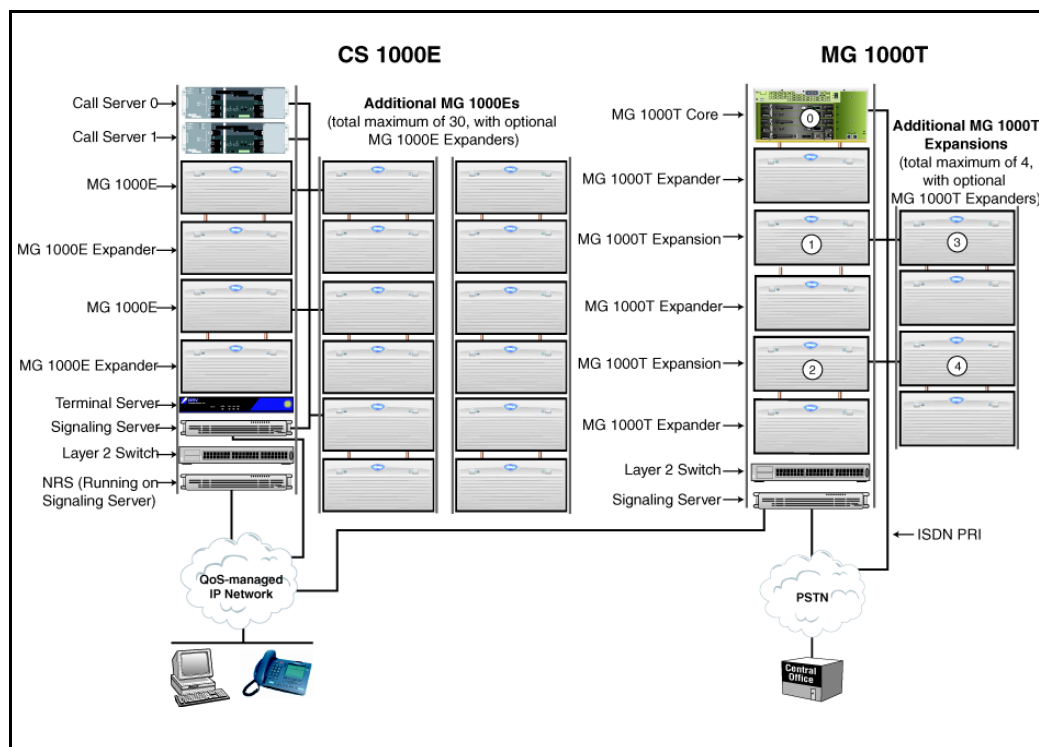 CS 1000E
Call Server 0
Call Server 1
MG 1000E
MG 1000E Expander
MG 1000E
MG 1000E Expander
Terminal Server
Signaling Server
Layer 2 Switch
NRS (Running on
Signaling Server)
Additional MG 1000Es
(total maximum of 30, with optional
MG 1000E Expanders)
QoS-managed
IP Network
MG 1000T
MG 1000T Core
MG 1000T Expander
MG 1000T Expansion
MG 1000T Expander
MG 1000T Expansion
MG 1000T Expander
Layer 2 Switch
Signaling Server
0
1
2
Additional MG 1000T
Expansions
(total maximum of 4,
with optional
MG 1000T Expanders)
3
4
ISDN PRI
PSTN
Central
Office